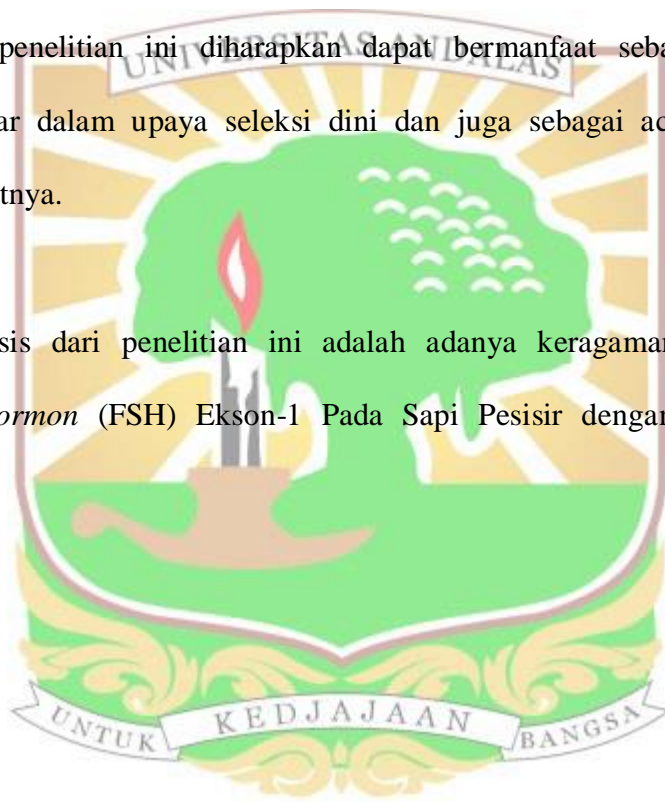 penelitian ini diharapkan dapat bermanfaat seba
UNIVERSITAS ANDALAS
ar dalam upaya seleksi dini dan juga sebagai ac
tnya.
sis dari penelitian ini adalah adanya keragaman
ormon (FSH) Ekson-1 Pada Sapi Pesisir dengan
UNTUK KEDJAJAAN BANGSA